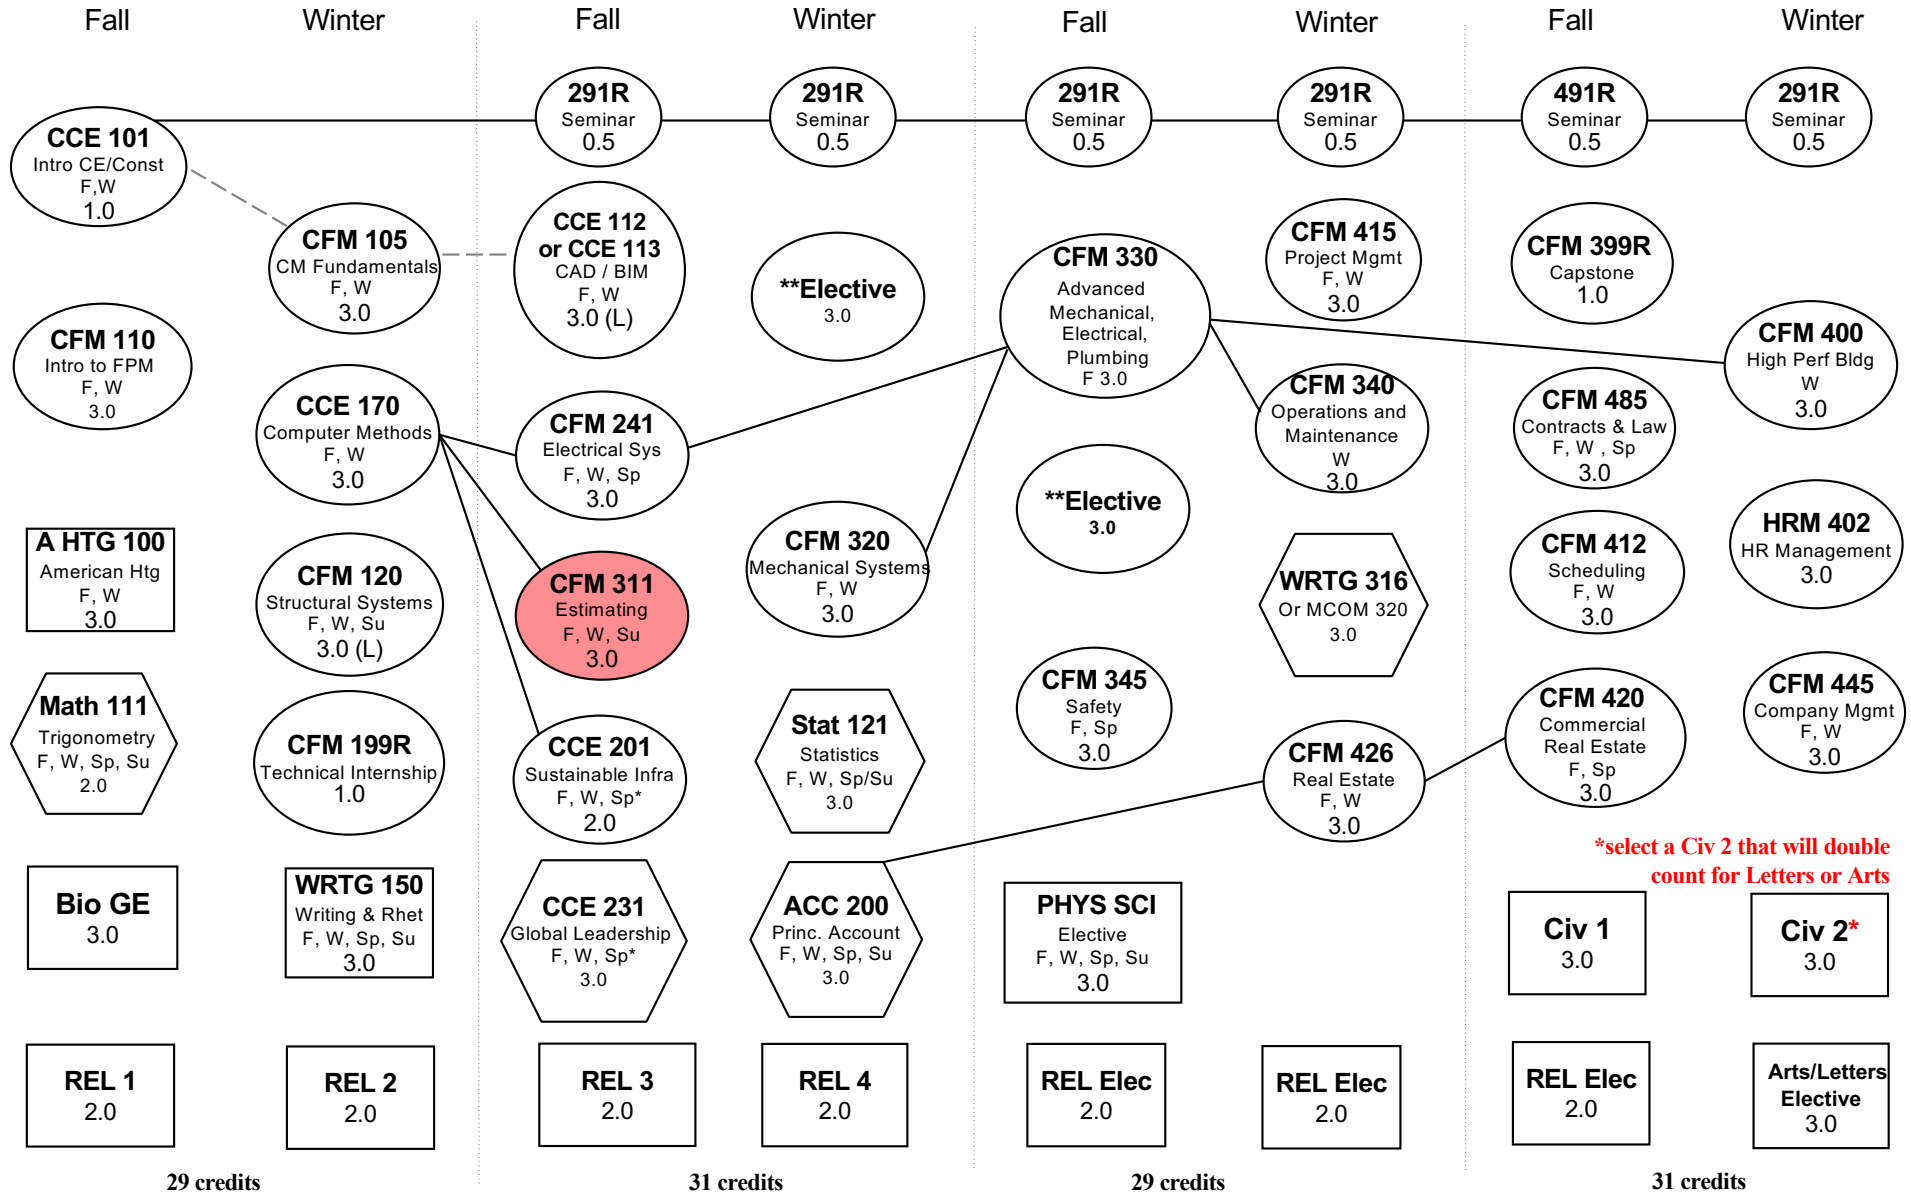 Fall
Winter
Fall
Winter
Fall
Winter
Fall
Winter
CCE 101
Intro CE/Const
F,W
1.0
CFM 110
Intro to FPM
F, W
3.0
A HTG 100
American Htg
F, W
3.0
Math 111
Trigonometry
F, W, Sp, Su
2.0
Bio GE
3.0
REL 1
2.0
CFM 105
CM Fundamentals
F, W
3.0
CCE 170
Computer Methods
F, W
3.0
CFM 120
Structural Systems
F, W, Su
3.0 (L)
CFM 199R
Technical Internship
1.0
WRTG 150
Writing & Rhet
F, W, Sp, Su
3.0
REL 2
2.0
29 credits
291R
Seminar
0.5
CCE 112
or CCE 113
CAD / BIM
F, W
3.0 (L)
CFM 241
Electrical Sys
F, W, Sp
3.0
CFM 311
Estimating
F, W, Su
3.0
CCE 201
Sustainable Infra
F, W, Sp*
2.0
CCE 231
Global Leadership
F, W, Sp*
3.0
REL 3
2.0
291R
Seminar
0.5
**Elective
3.0
CFM 320
Mechanical Systems
F, W
3.0
Stat 121
Statistics
F, W, Sp/Su
3.0
ACC 200
Princ. Account
F, W, Sp, Su
3.0
REL 4
2.0
31 credits
291R
Seminar
0.5
CFM 330
Advanced
Mechanical,
Electrical,
Plumbing
F 3.0
**Elective
3.0
CFM 345
Safety
F, Sp
3.0
PHYS SCI
Elective
F, W, Sp, Su
3.0
REL Elec
2.0
291R
Seminar
0.5
CFM 415
Project Mgmt
F, W
3.0
CFM 340
Operations and
Maintenance
W
3.0
WRTG 316
Or MCOM 320
3.0
CFM 426
Real Estate
F, W
3.0
REL Elec
2.0
29 credits
491R
Seminar
0.5
CFM 399R
Capstone
1.0
CFM 485
Contracts & Law
F, W , Sp
3.0
CFM 412
Scheduling
F, W
3.0
CFM 420
Commercial
Real Estate
F, Sp
3.0
*select a Civ 2 that will double
count for Letters or Arts
Civ 1
3.0
REL Elec
2.0
291R
Seminar
0.5
CFM 400
High Perf Bldg
W
3.0
HRM 402
HR Management
3.0
CFM 445
Company Mgmt
F, W
3.0
Civ 2*
3.0
Arts/Letters
Elective
3.0
31 credits